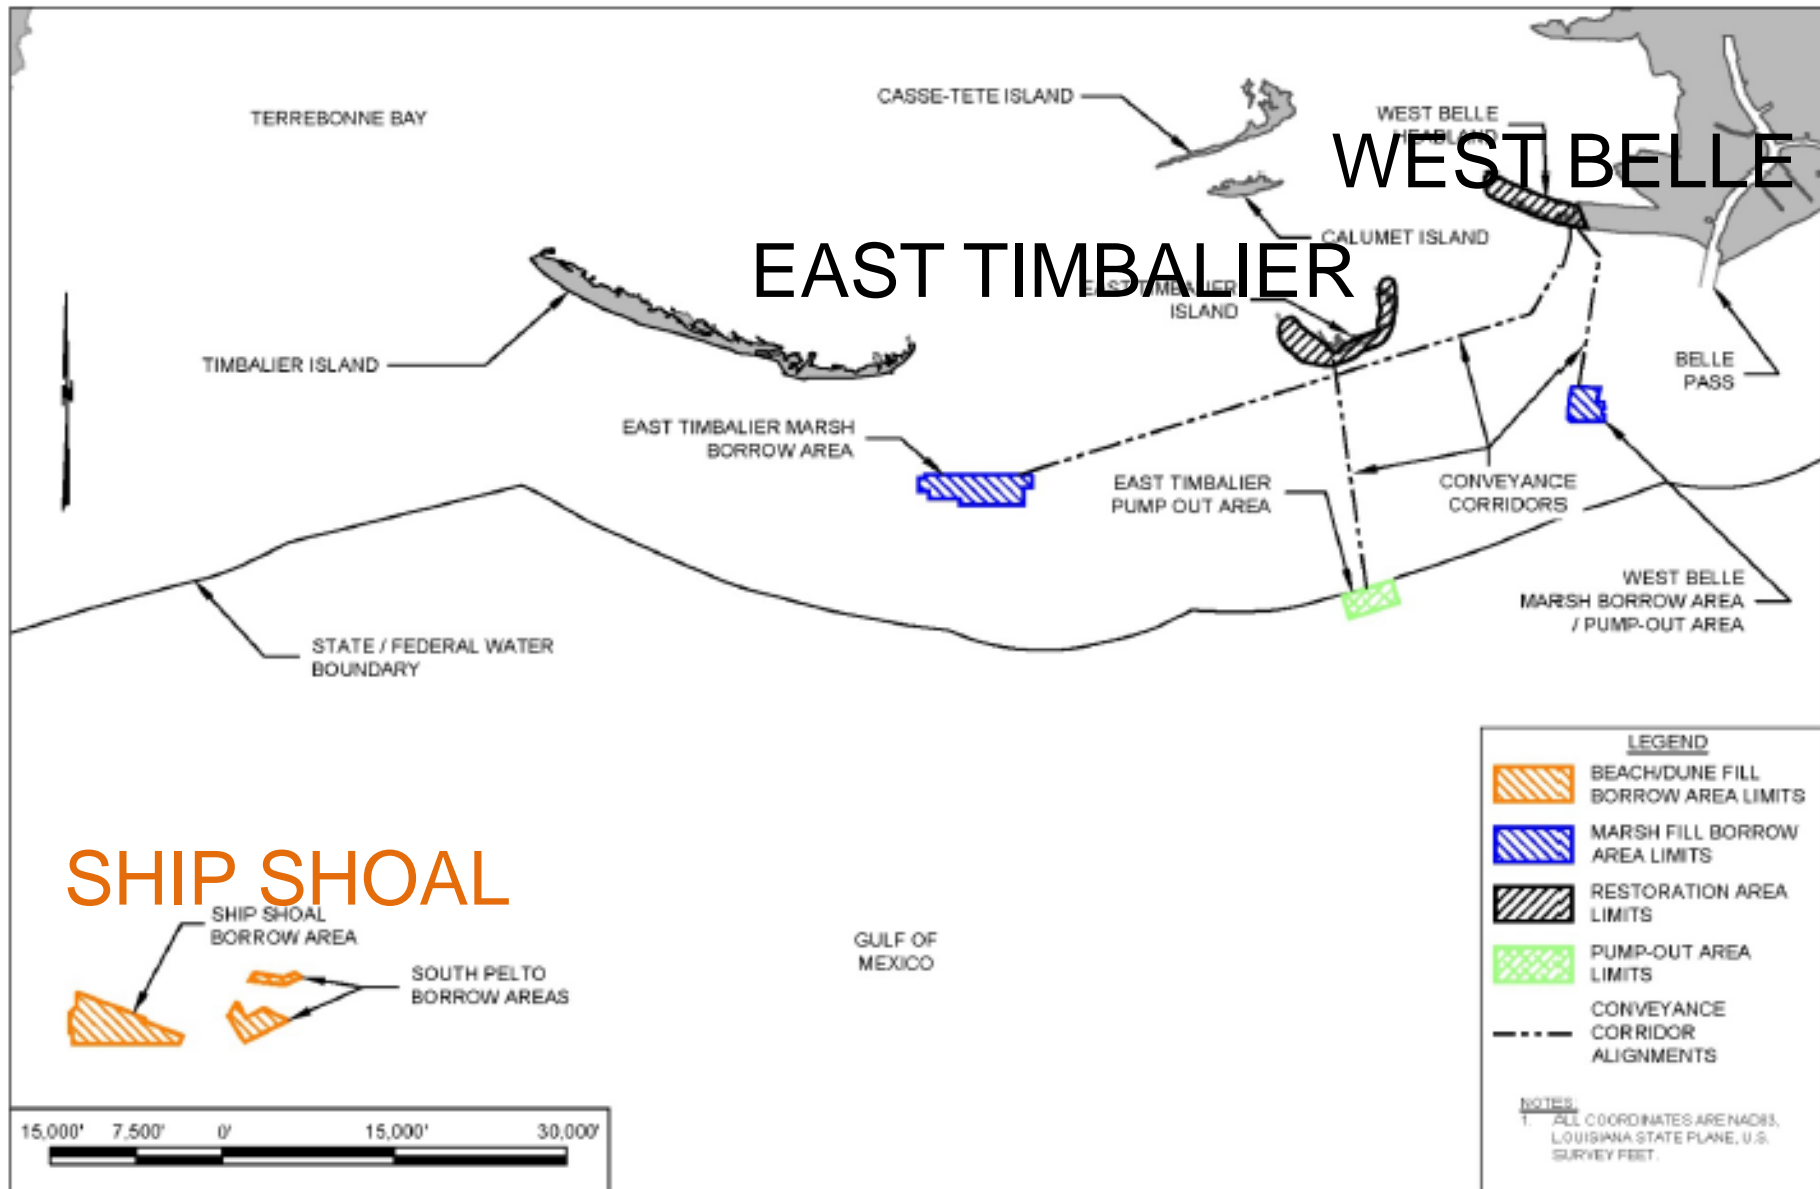 TERREBONNE BAY
CASSE-TETE ISLAND
WEST BELLE
HEADLAND
WEST BELLE
CALUMET ISLAND
EAST TIMBALIER
EAST TIMBALIER
ISLAND
TIMBALIER ISLAND
BELLE
PASS
EAST TIMBALIER MARSH
BORROW AREA
EAST TIMBALIER
PUMP OUT AREA
CONVEYANCE
CORRIDORS
WEST BELLE
MARSH BORROW AREA
/ PUMP-OUT AREA
STATE / FEDERAL WATER
BOUNDARY
SHIP SHOAL
SHIP SHOAL
BORROW AREA
SOUTH PELTO
BORROW AREAS
GULF OF
MEXICO
LEGEND
BEACH/DUNE FILL
BORROW AREA LIMITS
MARSH FILL BORROW
AREA LIMITS
RESTORATION AREA
LIMITS
PUMP-OUT AREA
LIMITS
CONVEYANCE
CORRIDOR
ALIGNMENTS
NOTES:
1. ALL COORDINATES ARE NAD83,
LOUISIANA STATE PLANE, U.S.
SURVEY FEET.
15,000' 7,500' 0' 15,000' 30,000'